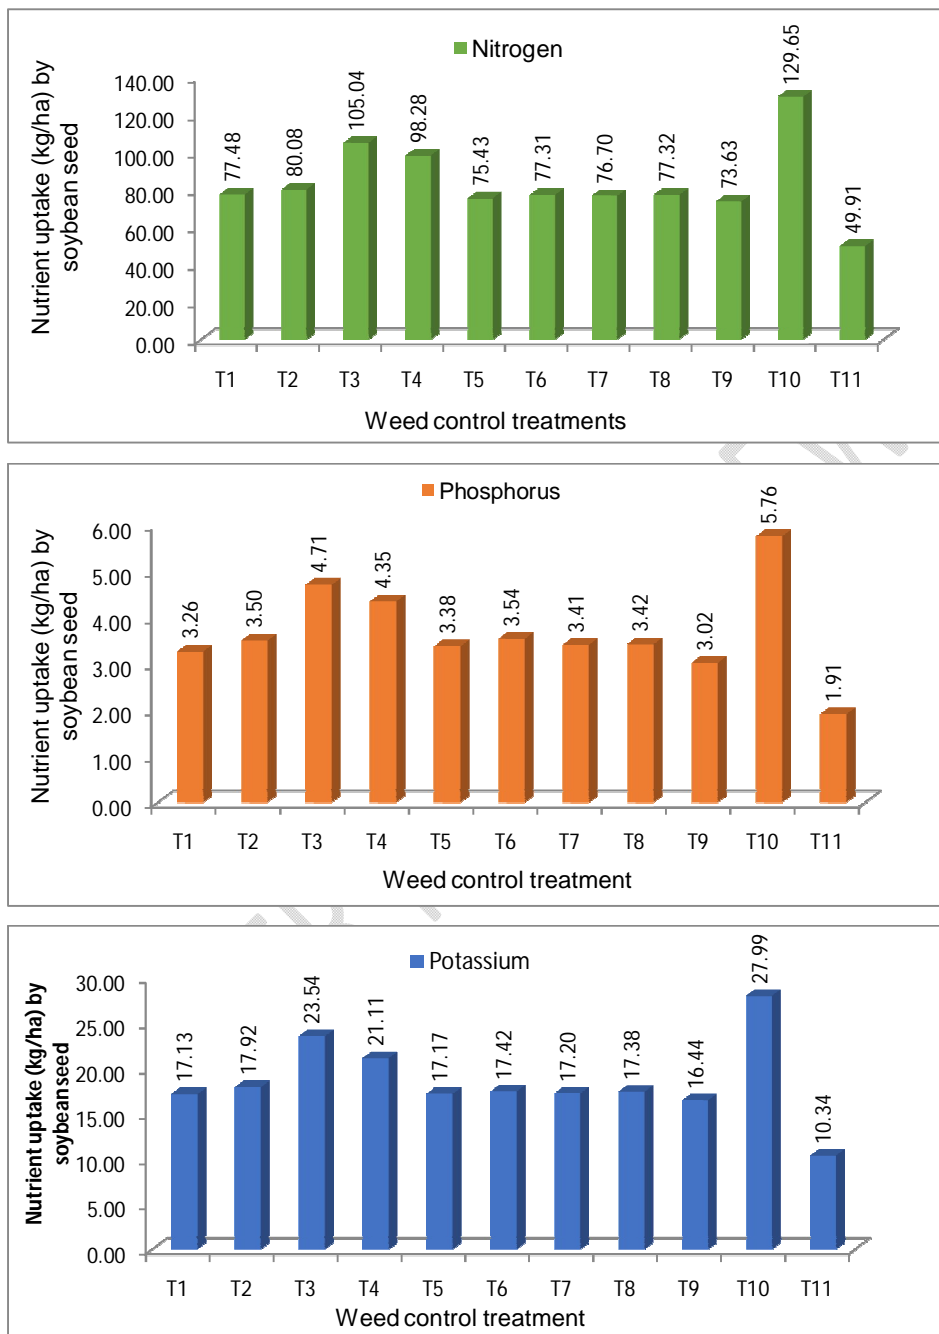 Nitrogen
Nutrient uptake (kg/ha) by
soybean seed
140.00
120.00
100.00
80.00
60.00
40.00
20.00
0.00
77.48 80.08 105.04 98.28 75.43 77.31 76.70 77.32 73.63 129.65 49.91
T1 T2 T3 T4 T5 T6 T7 T8 T9 T10 T11
Weed control treatments
Phosphorus
Nutrient uptake (kg/ha) by
soybean seed
6.00
5.00
4.00
3.00
2.00
1.00
0.00
3.26 3.50 4.71 4.35 3.38 3.54 3.41 3.42 3.02 5.76 1.91
T1 T2 T3 T4 T5 T6 T7 T8 T9 T10 T11
Weed control treatment
Potassium
Nutrient uptake (kg/ha) by
soybean seed
30.00
25.00
20.00
15.00
10.00
5.00
0.00
17.13 17.92 23.54 21.11 17.17 17.42 17.20 17.38 16.44 27.99 10.34
T1 T2 T3 T4 T5 T6 T7 T8 T9 T10 T11
Weed control treatment